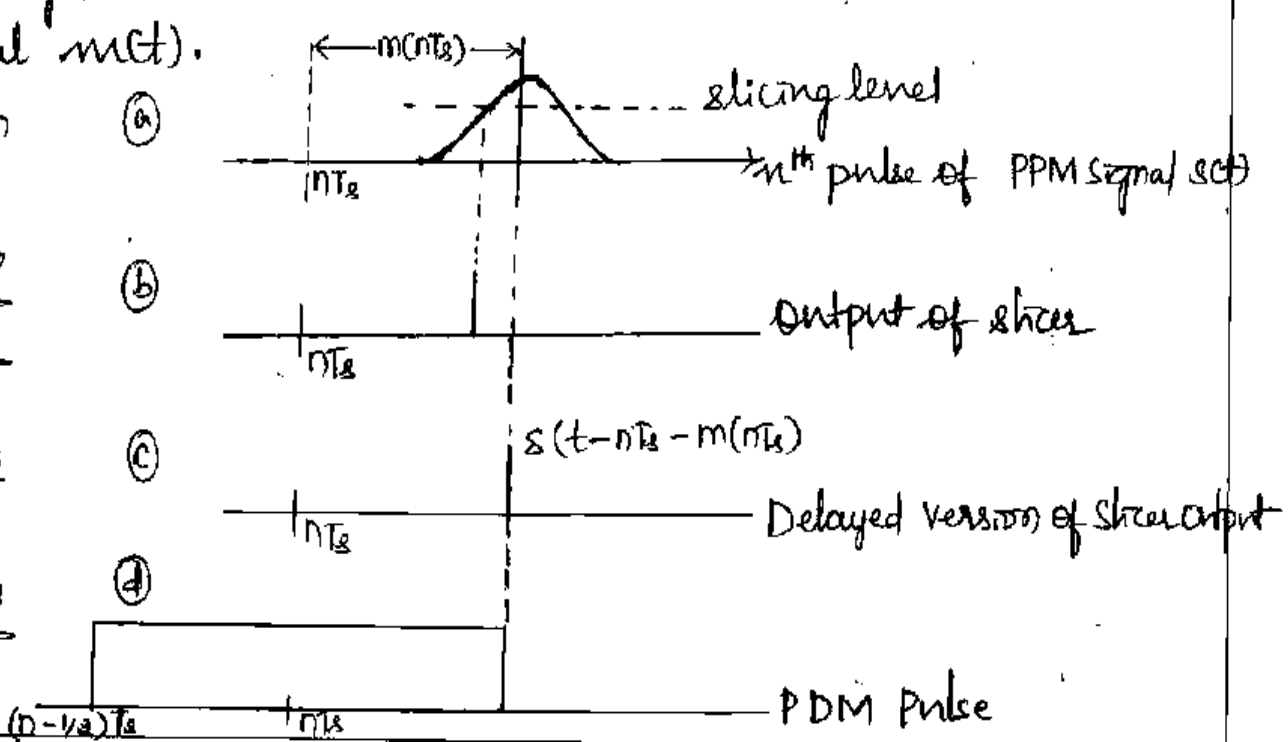 al m(t).
m(nTs)
ⓐ
slicing level
nTs
nth pulse of PPM signal s(t)
ⓑ
nTs
Output of slicer
ⓒ
δ(t-nTs-m(nTs)
nTs
Delayed version of slicer output
ⓓ
(n-1/2)Ts
nTs
PDM Pulse